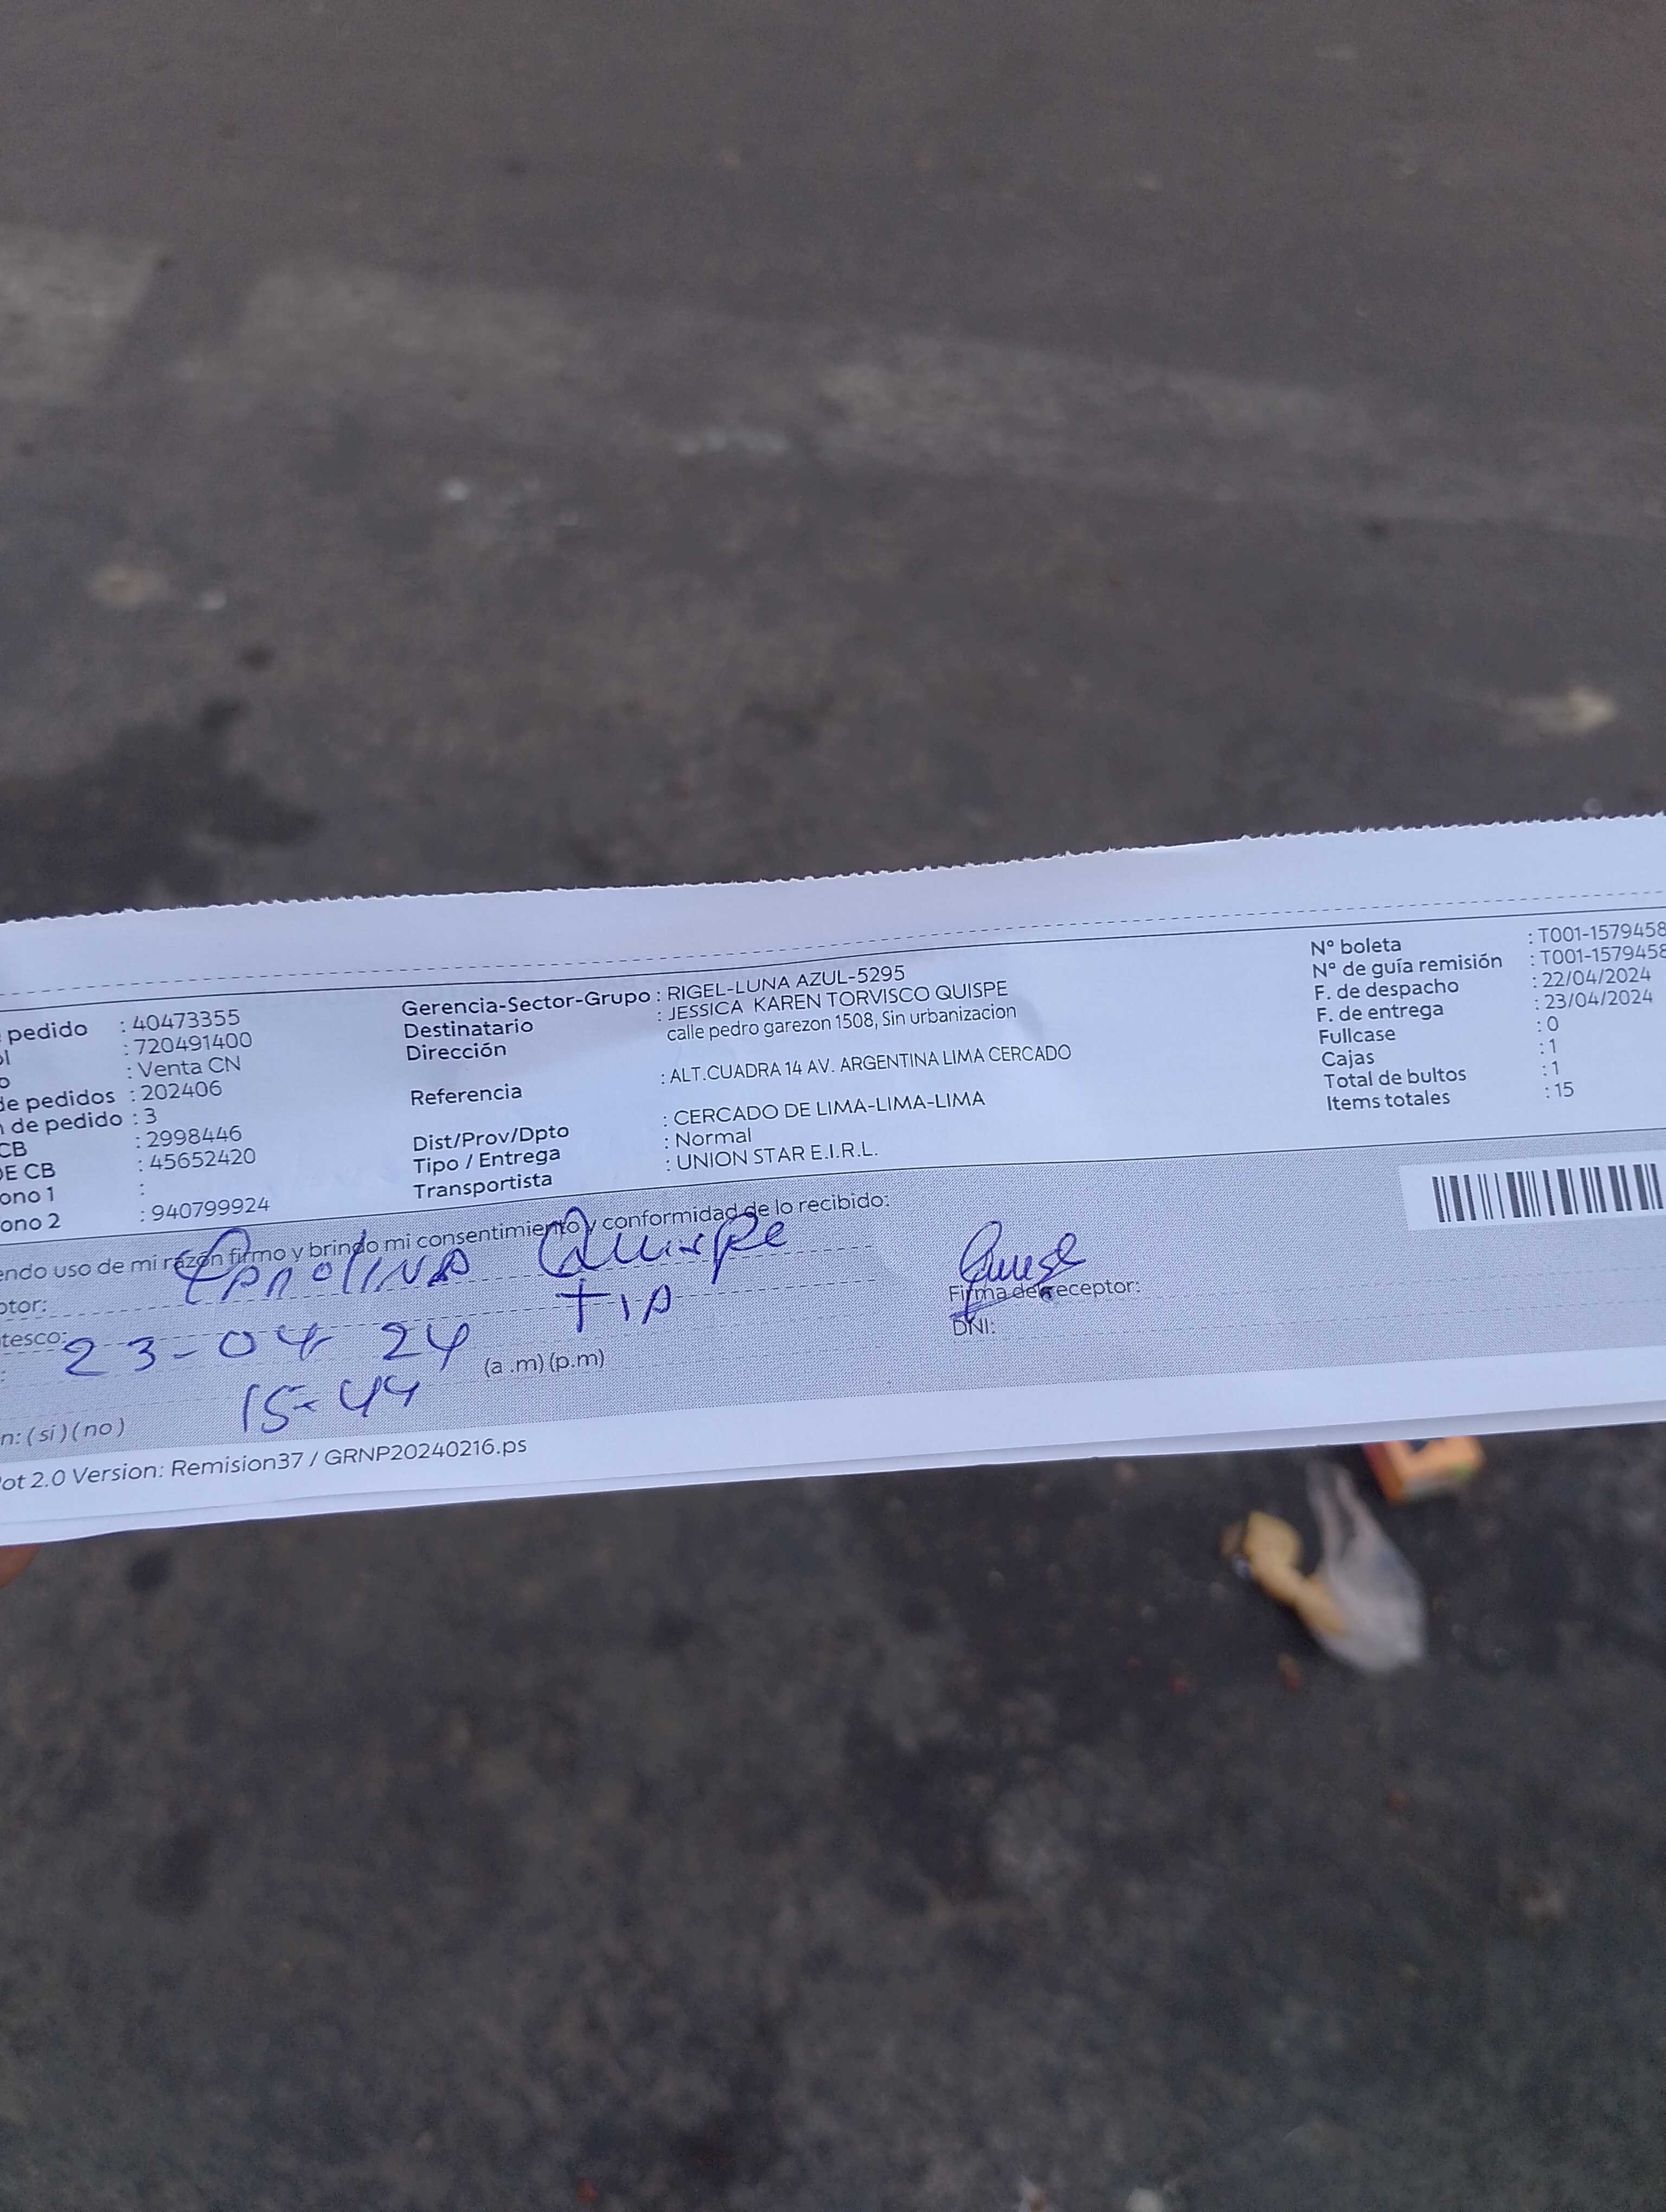 pedido : 40473355
: 720491400
: Venta CN
de pedidos : 202406
de pedido : 3
CB : 2998446
DE CB : 45652420
ono 1 :
ono 2 : 940799924
Gerencia-Sector-Grupo : RIGEL-LUNA AZUL-5295
Destinatario : JESSICA KAREN TORVISCO QUISPE
Dirección calle pedro garezon 1508, Sin urbanizacion
Referencia : ALT.CUADRA 14 AV. ARGENTINA LIMA CERCADO
Dist/Prov/Dpto : CERCADO DE LIMA-LIMA-LIMA
Tipo / Entrega : Normal
Transportista : UNION STAR E.I.R.L.
N° boleta : T001-1579458
N° de guía remisión : T001-1579458
F. de despacho : 22/04/2024
F. de entrega : 23/04/2024
Fullcase : 0
Cajas : 1
Total de bultos : 1
Items totales : 15
endo uso de mi razón firmo y brindo mi consentimiento y conformidad de lo recibido:
ptor: CAROLINA Quispe
tesco: TIA
: 23-04 24 (a .m) (p.m)
15-44
Firma del receptor:
DNI:
n: (si) (no)
ot 2.0 Version: Remision37 / GRNP20240216.ps